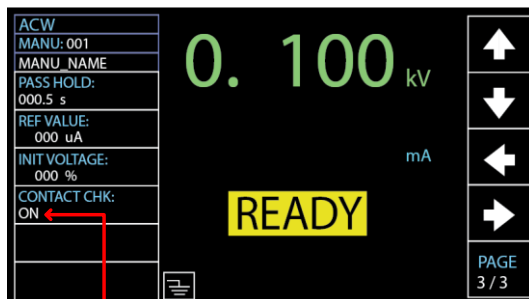 ACW
MANU: 001
MANU_NAME
PASS HOLD:
000.5 s
REF VALUE:
000 uA
INIT VOLTAGE:
000 %
CONTACT CHK:
ON
0. 100 kV
mA
READY
PAGE
3 / 3